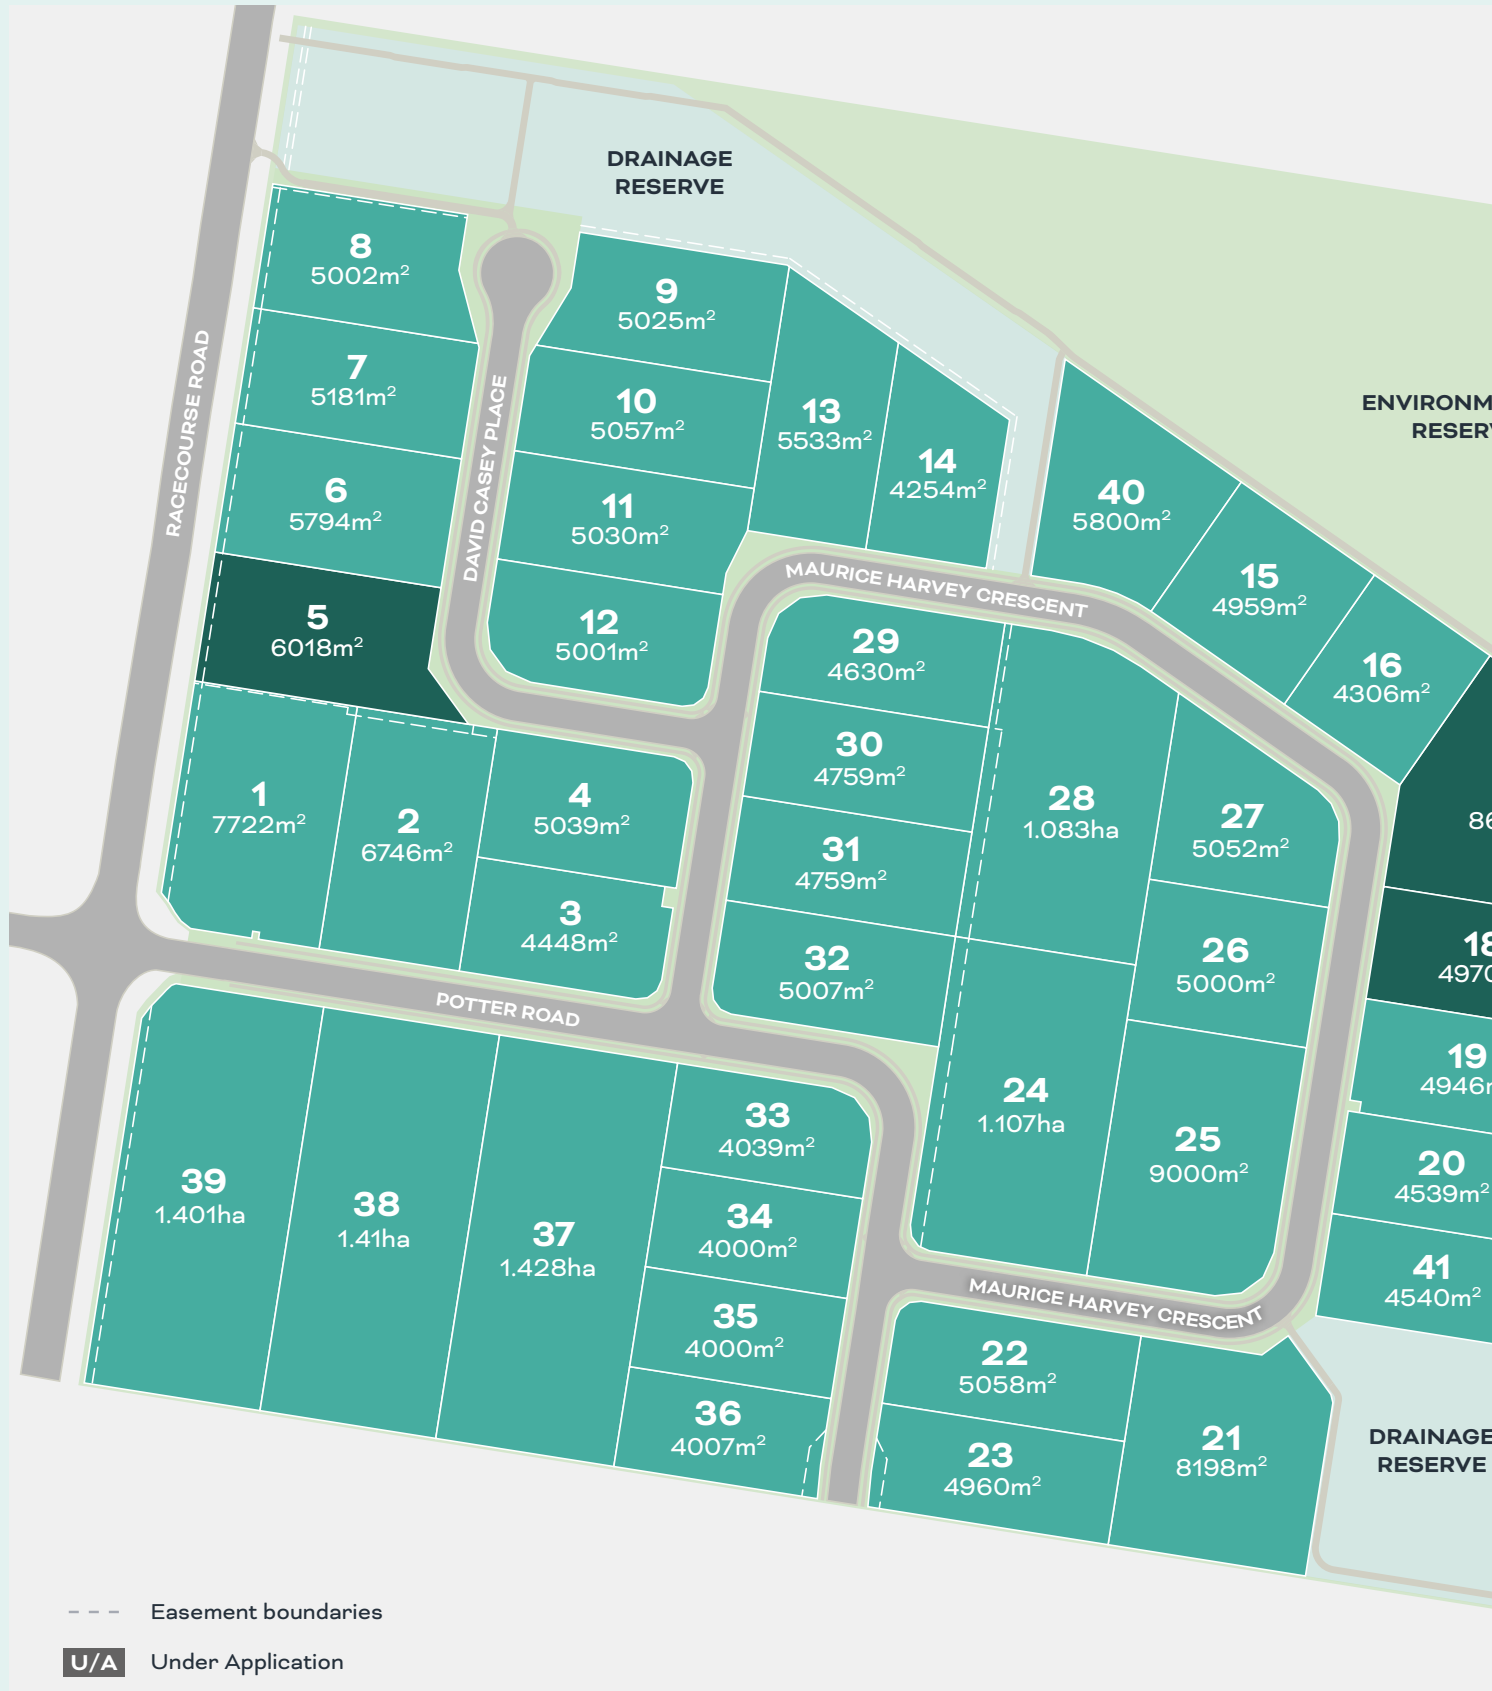 DRAINAGE
RESERVE
8
5002m²
9
5025m²
RACECOURSE ROAD
7
5181m²
DAVID CASEY PLACE
10
5057m²
13
5533m²
14
4254m²
ENVIRONM
RESERV
6
5794m²
11
5030m²
40
5800m²
15
4959m²
MAURICE HARVEY CRESCENT
5
6018m²
12
5001m²
29
4630m²
16
4306m²
30
4759m²
1
7722m²
2
6746m²
4
5039m²
28
1.083ha
27
5052m²
86
31
4759m²
3
4448m²
32
5007m²
26
5000m²
18
4970
POTTER ROAD
19
4946m
24
1.107ha
25
9000m²
33
4039m²
20
4539m²
39
1.401ha
38
1.41ha
37
1.428ha
34
4000m²
41
4540m²
MAURICE HARVEY CRESCENT
35
4000m²
22
5058m²
36
4007m²
23
4960m²
21
8198m²
DRAINAGE
RESERVE
Easement boundaries
U/A Under Application